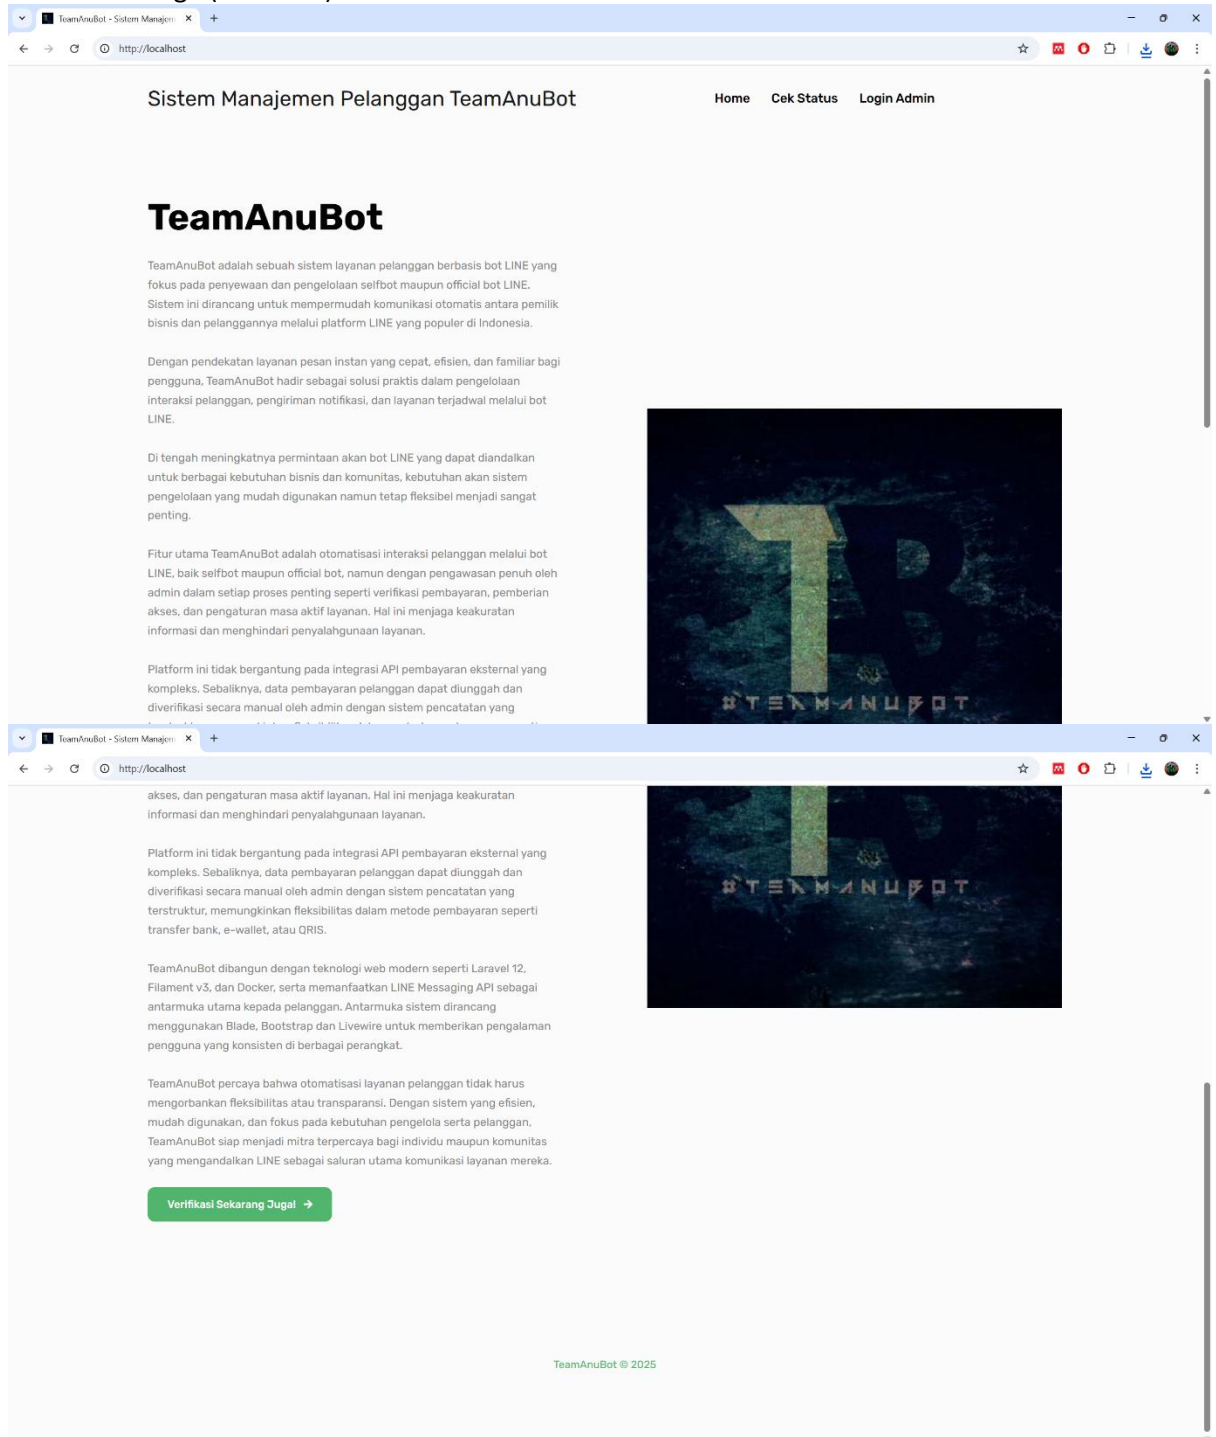 TeamAnuBot - Sistem Manajem
http://localhost
Sistem Manajemen Pelanggan TeamAnuBot
Home Cek Status Login Admin
TeamAnuBot
TeamAnuBot adalah sebuah sistem layanan pelanggan berbasis bot LINE yang
fokus pada penyewaan dan pengelolaan selfbot maupun official bot LINE.
Sistem ini dirancang untuk mempermudah komunikasi otomatis antara pemilik
bisnis dan pelanggannya melalui platform LINE yang populer di Indonesia.
Dengan pendekatan layanan pesan instan yang cepat, efisien, dan familiar bagi
pengguna, TeamAnuBot hadir sebagai solusi praktis dalam pengelolaan
interaksi pelanggan, pengiriman notifikasi, dan layanan terjadwal melalui bot
LINE.
Di tengah meningkatnya permintaan akan bot LINE yang dapat diandalkan
untuk berbagai kebutuhan bisnis dan komunitas, kebutuhan akan sistem
pengelolaan yang mudah digunakan namun tetap fleksibel menjadi sangat
penting.
Fitur utama TeamAnuBot adalah otomatisasi interaksi pelanggan melalui bot
LINE, baik selfbot maupun official bot, namun dengan pengawasan penuh oleh
admin dalam setiap proses penting seperti verifikasi pembayaran, pemberian
akses, dan pengaturan masa aktif layanan. Hal ini menjaga keakuratan
informasi dan menghindari penyalahgunaan layanan.
Platform ini tidak bergantung pada integrasi API pembayaran eksternal yang
kompleks. Sebaliknya, data pembayaran pelanggan dapat diunggah dan
diverifikasi secara manual oleh admin dengan sistem pencatatan yang
TB
#TEAMANUBOT
TeamAnuBot - Sistem Manajem
http://localhost
akses, dan pengaturan masa aktif layanan. Hal ini menjaga keakuratan
informasi dan menghindari penyalahgunaan layanan.
Platform ini tidak bergantung pada integrasi API pembayaran eksternal yang
kompleks. Sebaliknya, data pembayaran pelanggan dapat diunggah dan
diverifikasi secara manual oleh admin dengan sistem pencatatan yang
terstruktur, memungkinkan fleksibilitas dalam metode pembayaran seperti
transfer bank, e-wallet, atau QRIS.
TeamAnuBot dibangun dengan teknologi web modern seperti Laravel 12,
Filament v3, dan Docker, serta memanfaatkan LINE Messaging API sebagai
antarmuka utama kepada pelanggan. Antarmuka sistem dirancang
menggunakan Blade, Bootstrap dan Livewire untuk memberikan pengalaman
pengguna yang konsisten di berbagai perangkat.
TeamAnuBot percaya bahwa otomatisasi layanan pelanggan tidak harus
mengorbankan fleksibilitas atau transparansi. Dengan sistem yang efisien,
mudah digunakan, dan fokus pada kebutuhan pengelola serta pelanggan,
TeamAnuBot siap menjadi mitra terpercaya bagi individu maupun komunitas
yang mengandalkan LINE sebagai saluran utama komunikasi layanan mereka.
#TEAMANUBOT
Verifikasi Sekarang Juga! →
TeamAnuBot © 2025